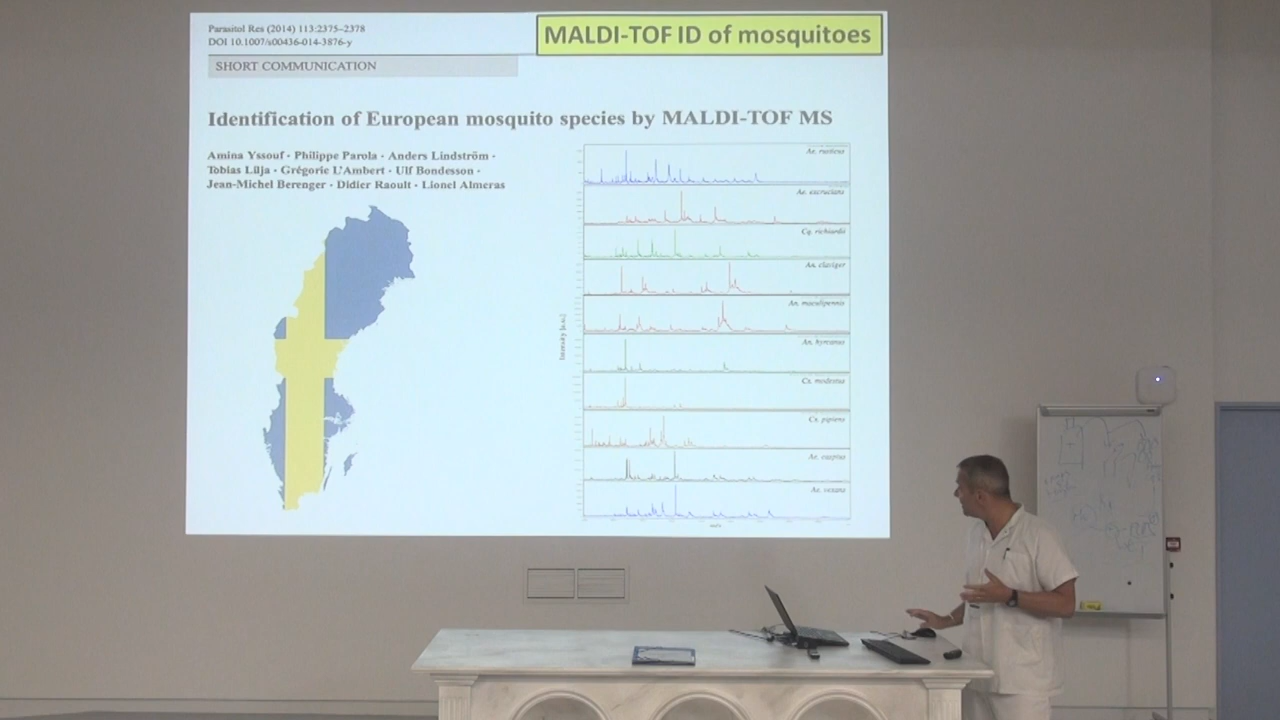 Parasitol Res (2014) 113:2375–2378
DOI 10.1007/s00436-014-3876-y
MALDI-TOF ID of mosquitoes
SHORT COMMUNICATION
Identification of European mosquito species by MALDI-TOF MS
Amina Yssouf · Philippe Parola · Anders Lindström ·
Tobias Lilja · Grégorie L'Ambert · Ulf Bondesson ·
Jean-Michel Berenger · Didier Raoult · Lionel Almeras
Ae. rusticus
Ae. excrucians
Cq. richiardii
An. claviger
An. maculipennis
An. hyrcanus
Cx. modestus
Cx. pipiens
Ae. caspius
Ae. vexans
Intensity [a.u.]
m/z